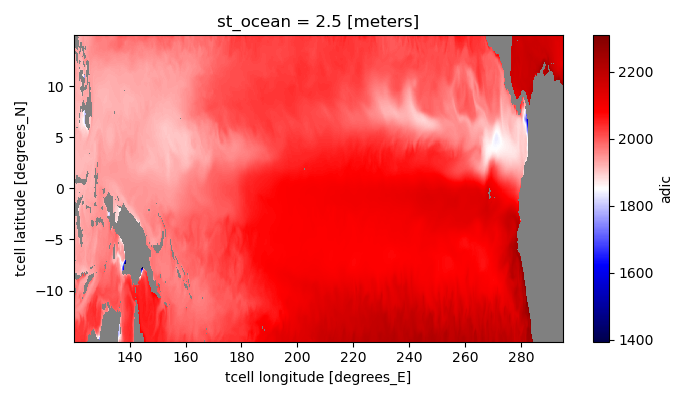 st_ocean = 2.5 [meters]
tcell latitude [degrees_N]
10
5
0
−5
−10
140 160 180 200 220 240 260 280
tcell longitude [degrees_E]
2200
2000
1800
1600
1400
adic